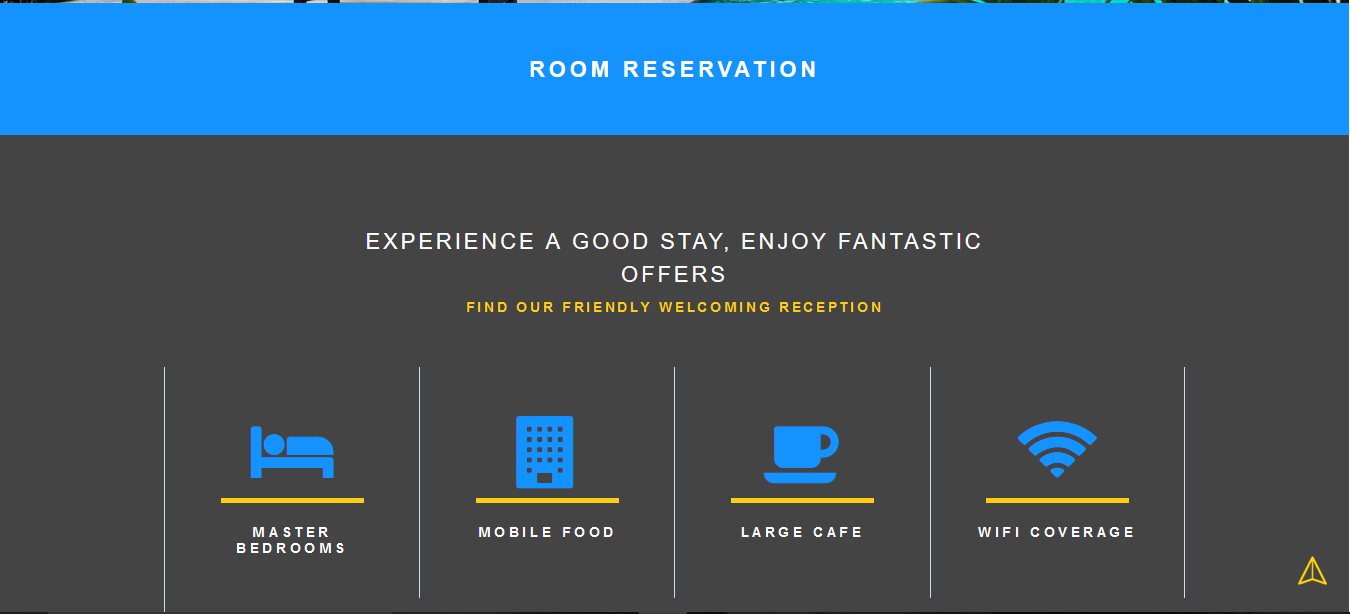 ROOM RESERVATION
EXPERIENCE A GOOD STAY, ENJOY FANTASTIC
OFFERS
FIND OUR FRIENDLY WELCOMING RECEPTION
MASTER
BEDROOMS
MOBILE FOOD
LARGE CAFE
WIFI COVERAGE